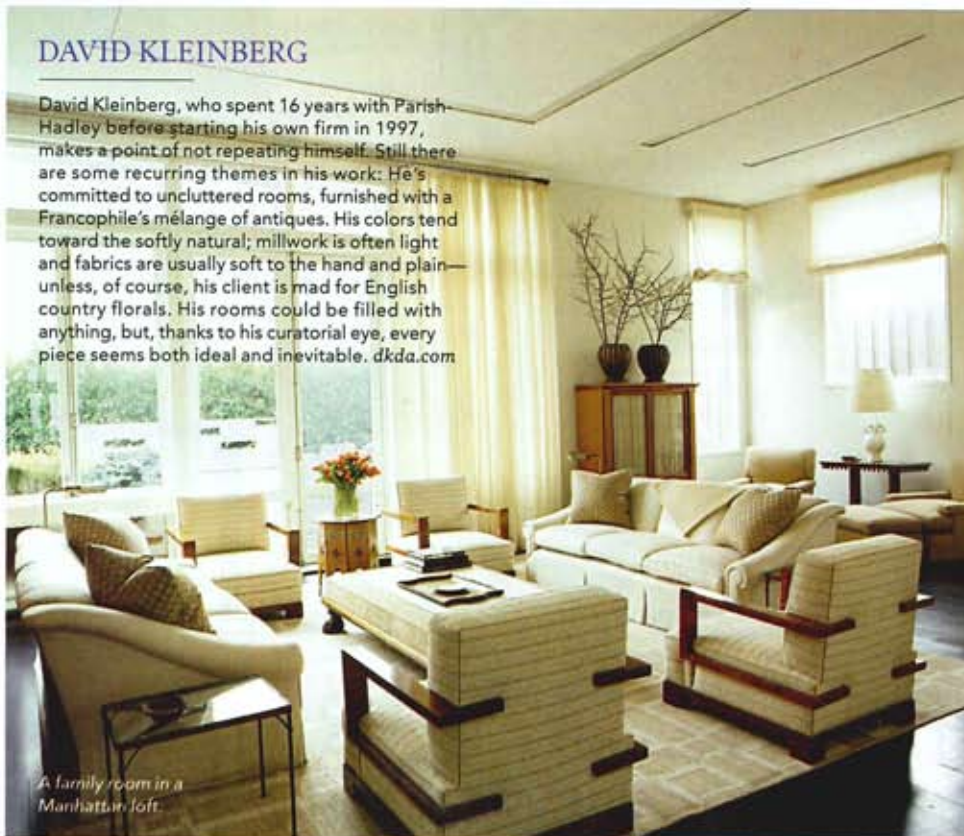 DAVID KLEINBERG
David Kleinberg, who spent 16 years with Parish-
Hadley before starting his own firm in 1997,
makes a point of not repeating himself. Still there
are some recurring themes in his work: He's
committed to uncluttered rooms, furnished with a
Francophile's mélange of antiques. His colors tend
toward the softly natural; millwork is often light
and fabrics are usually soft to the hand and plain—
unless, of course, his client is mad for English
country florals. His rooms could be filled with
anything, but, thanks to his curatorial eye, every
piece seems both ideal and inevitable. dkda.com
A family room in a
Manhattan loft.